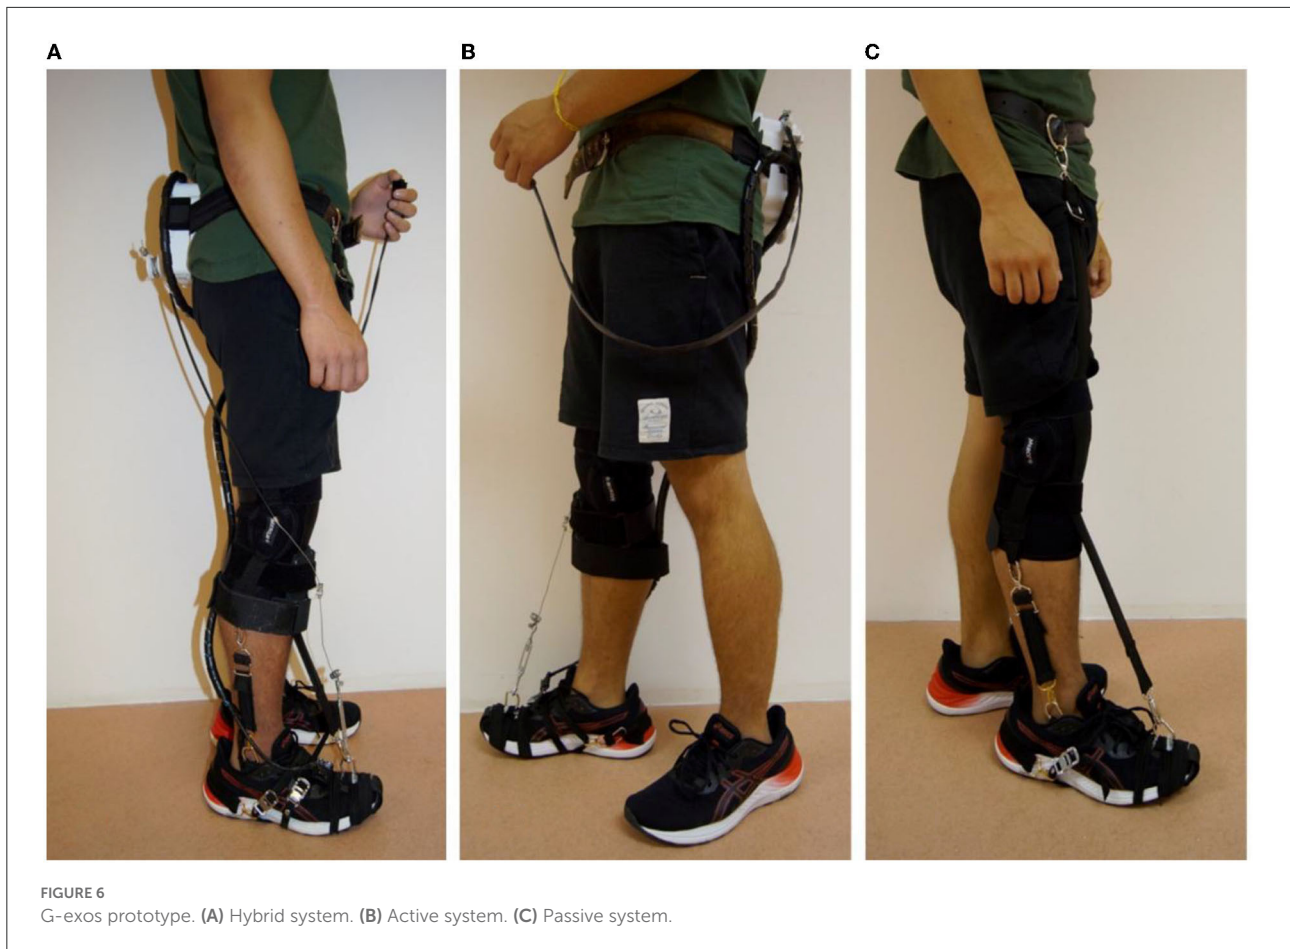 A
B
C
FIGURE 6
G-exos prototype. (A) Hybrid system. (B) Active system. (C) Passive system.